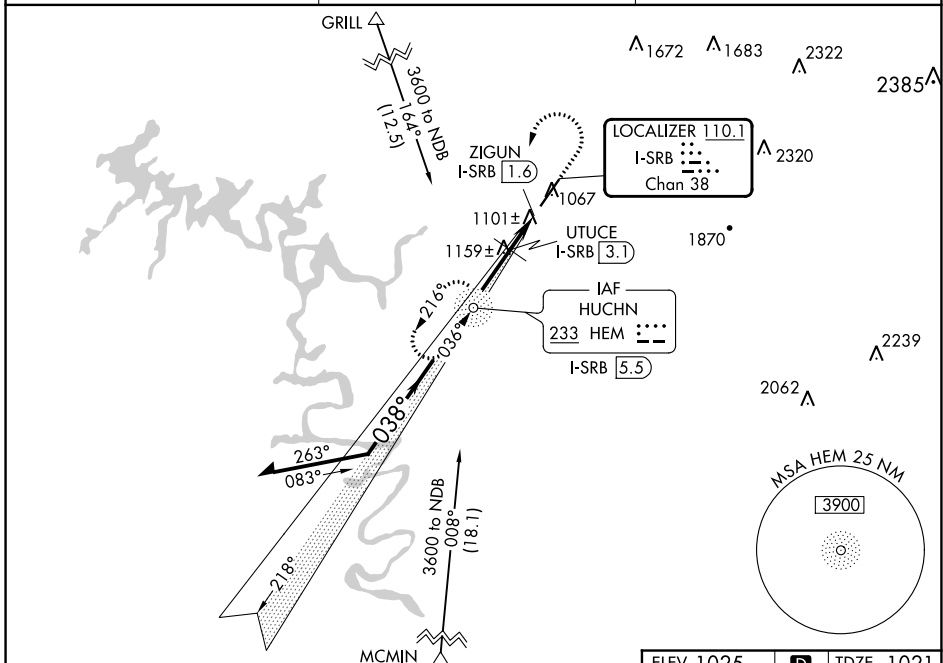 GRILL
3600 to NDB
164°
(12.5)
1672
1683
2322
2385
LOCALIZER 110.1
I-SRB
Chan 38
2320
ZIGUN
I-SRB 1.6
1067
1101±
UTUCE
I-SRB 3.1
1159±
1870
IAF
HUCHN
233 HEM
I-SRB 5.5
216°
036°
2239
2062
038°
263°
083°
MSA HEM 25 NM
3900
3600 to NDB
008°
(18.1)
218°
MCMIN
ELEV 1025 D TDZE 1021